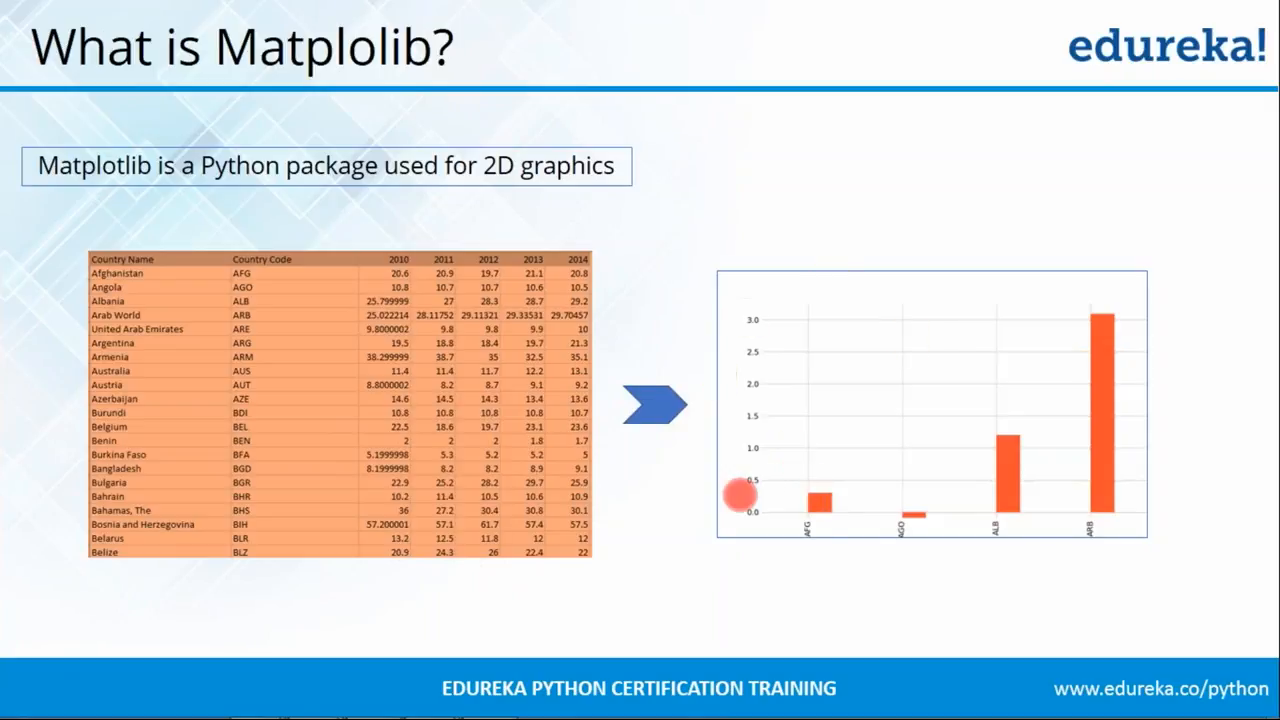 What is Matplolib?
edureka!
Matplotlib is a Python package used for 2D graphics
Country Name Country Code 2010 2011 2012 2013 2014
Afghanistan AFG 20.6 20.9 19.7 21.1 20.8
Angola AGO 10.8 10.7 10.7 10.6 10.5
Albania ALB 25.799999 27 28.3 28.7 29.2
Arab World ARB 25.022214 28.11752 29.11321 29.33531 29.70457
United Arab Emirates ARE 9.8000002 9.8 9.8 9.9 10
Argentina ARG 19.5 18.8 18.4 19.7 21.3
Armenia ARM 38.299999 38.7 35 32.5 35.1
Australia AUS 11.4 11.4 11.7 12.2 13.1
Austria AUT 8.8000002 8.2 8.7 9.1 9.2
Azerbaijan AZE 14.6 14.5 14.3 13.4 13.6
Burundi BDI 10.8 10.8 10.8 10.8 10.7
Belgium BEL 22.5 18.6 19.7 23.1 23.6
Benin BEN 2 2 2 1.8 1.7
Burkina Faso BFA 5.1999998 5.3 5.2 5.2 5
Bangladesh BGD 8.1999998 8.2 8.2 8.9 9.1
Bulgaria BGR 22.9 25.2 28.2 29.7 25.9
Bahrain BHR 10.2 11.4 10.5 10.6 10.9
Bahamas, The BHS 36 27.2 30.4 30.8 30.1
Bosnia and Herzegovina BIH 57.200001 57.1 61.7 57.4 57.5
Belarus BLR 13.2 12.5 11.8 12 12
Belize BLZ 20.9 24.3 26 22.4 22
3.0
2.5
2.0
1.5
1.0
0.5
0.0
AFG AGO ALB ARB
EDUREKA PYTHON CERTIFICATION TRAINING
www.edureka.co/python